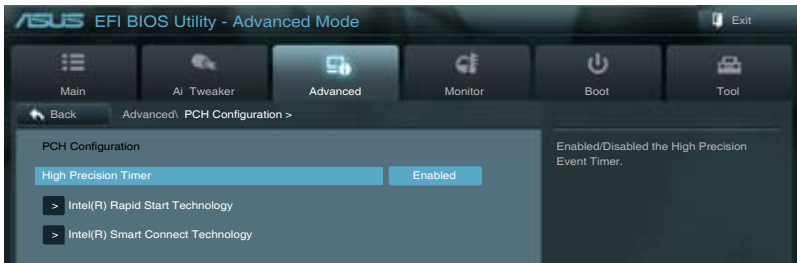 ASUS EFI BIOS Utility - Advanced Mode
Exit
Main
Ai Tweaker
Advanced
Monitor
Boot
Tool
Back
Advanced\ PCH Configuration >
PCH Configuration
High Precision Timer
Enabled
> Intel(R) Rapid Start Technology
> Intel(R) Smart Connect Technology
Enabled/Disabled the High Precision
Event Timer.